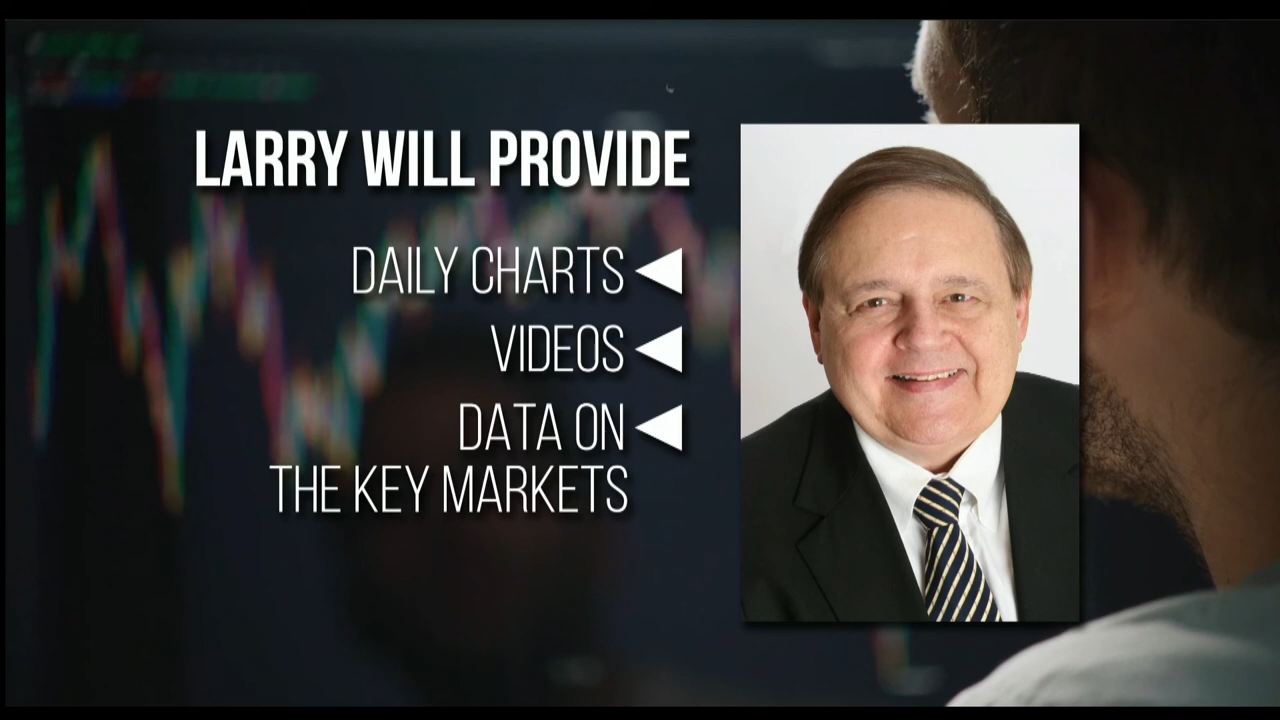 LARRY WILL PROVIDE
DAILY CHARTS
VIDEOS
DATA ON
THE KEY MARKETS